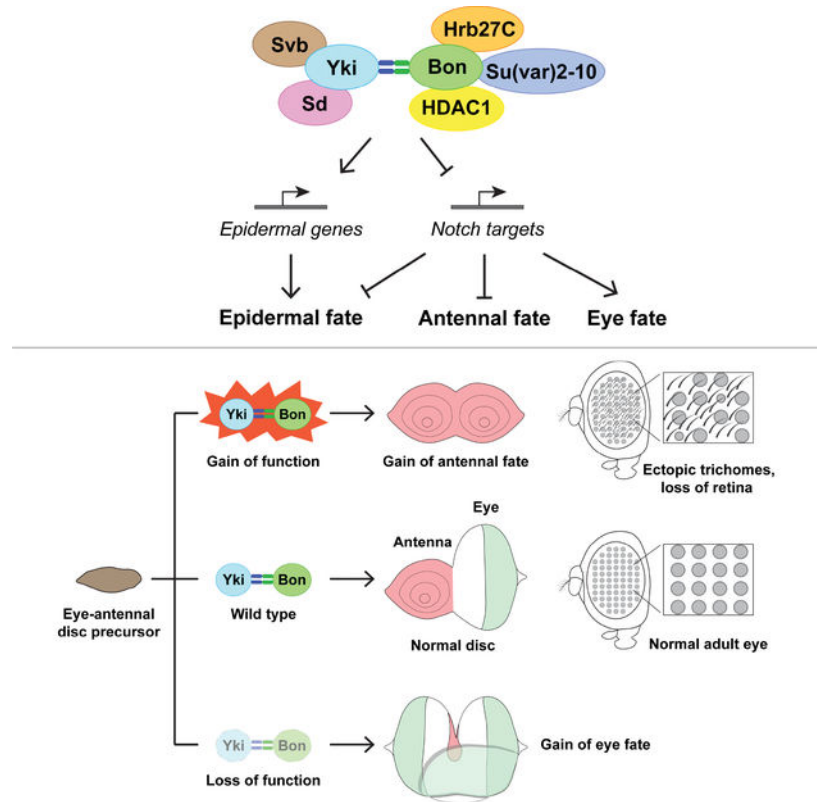 Hrb27C
Svb
Yki
Bon
Su(var)2-10
Sd
HDAC1
Epidermal genes
Notch targets
Epidermal fate
Antennal fate
Eye fate
Yki
Bon
Gain of function
Gain of antennal fate
Ectopic trichomes,
loss of retina
Eye
Antenna
Yki
Bon
Eye-antennal
disc precursor
Wild type
Normal disc
Normal adult eye
Yki
Bon
Gain of eye fate
Loss of function